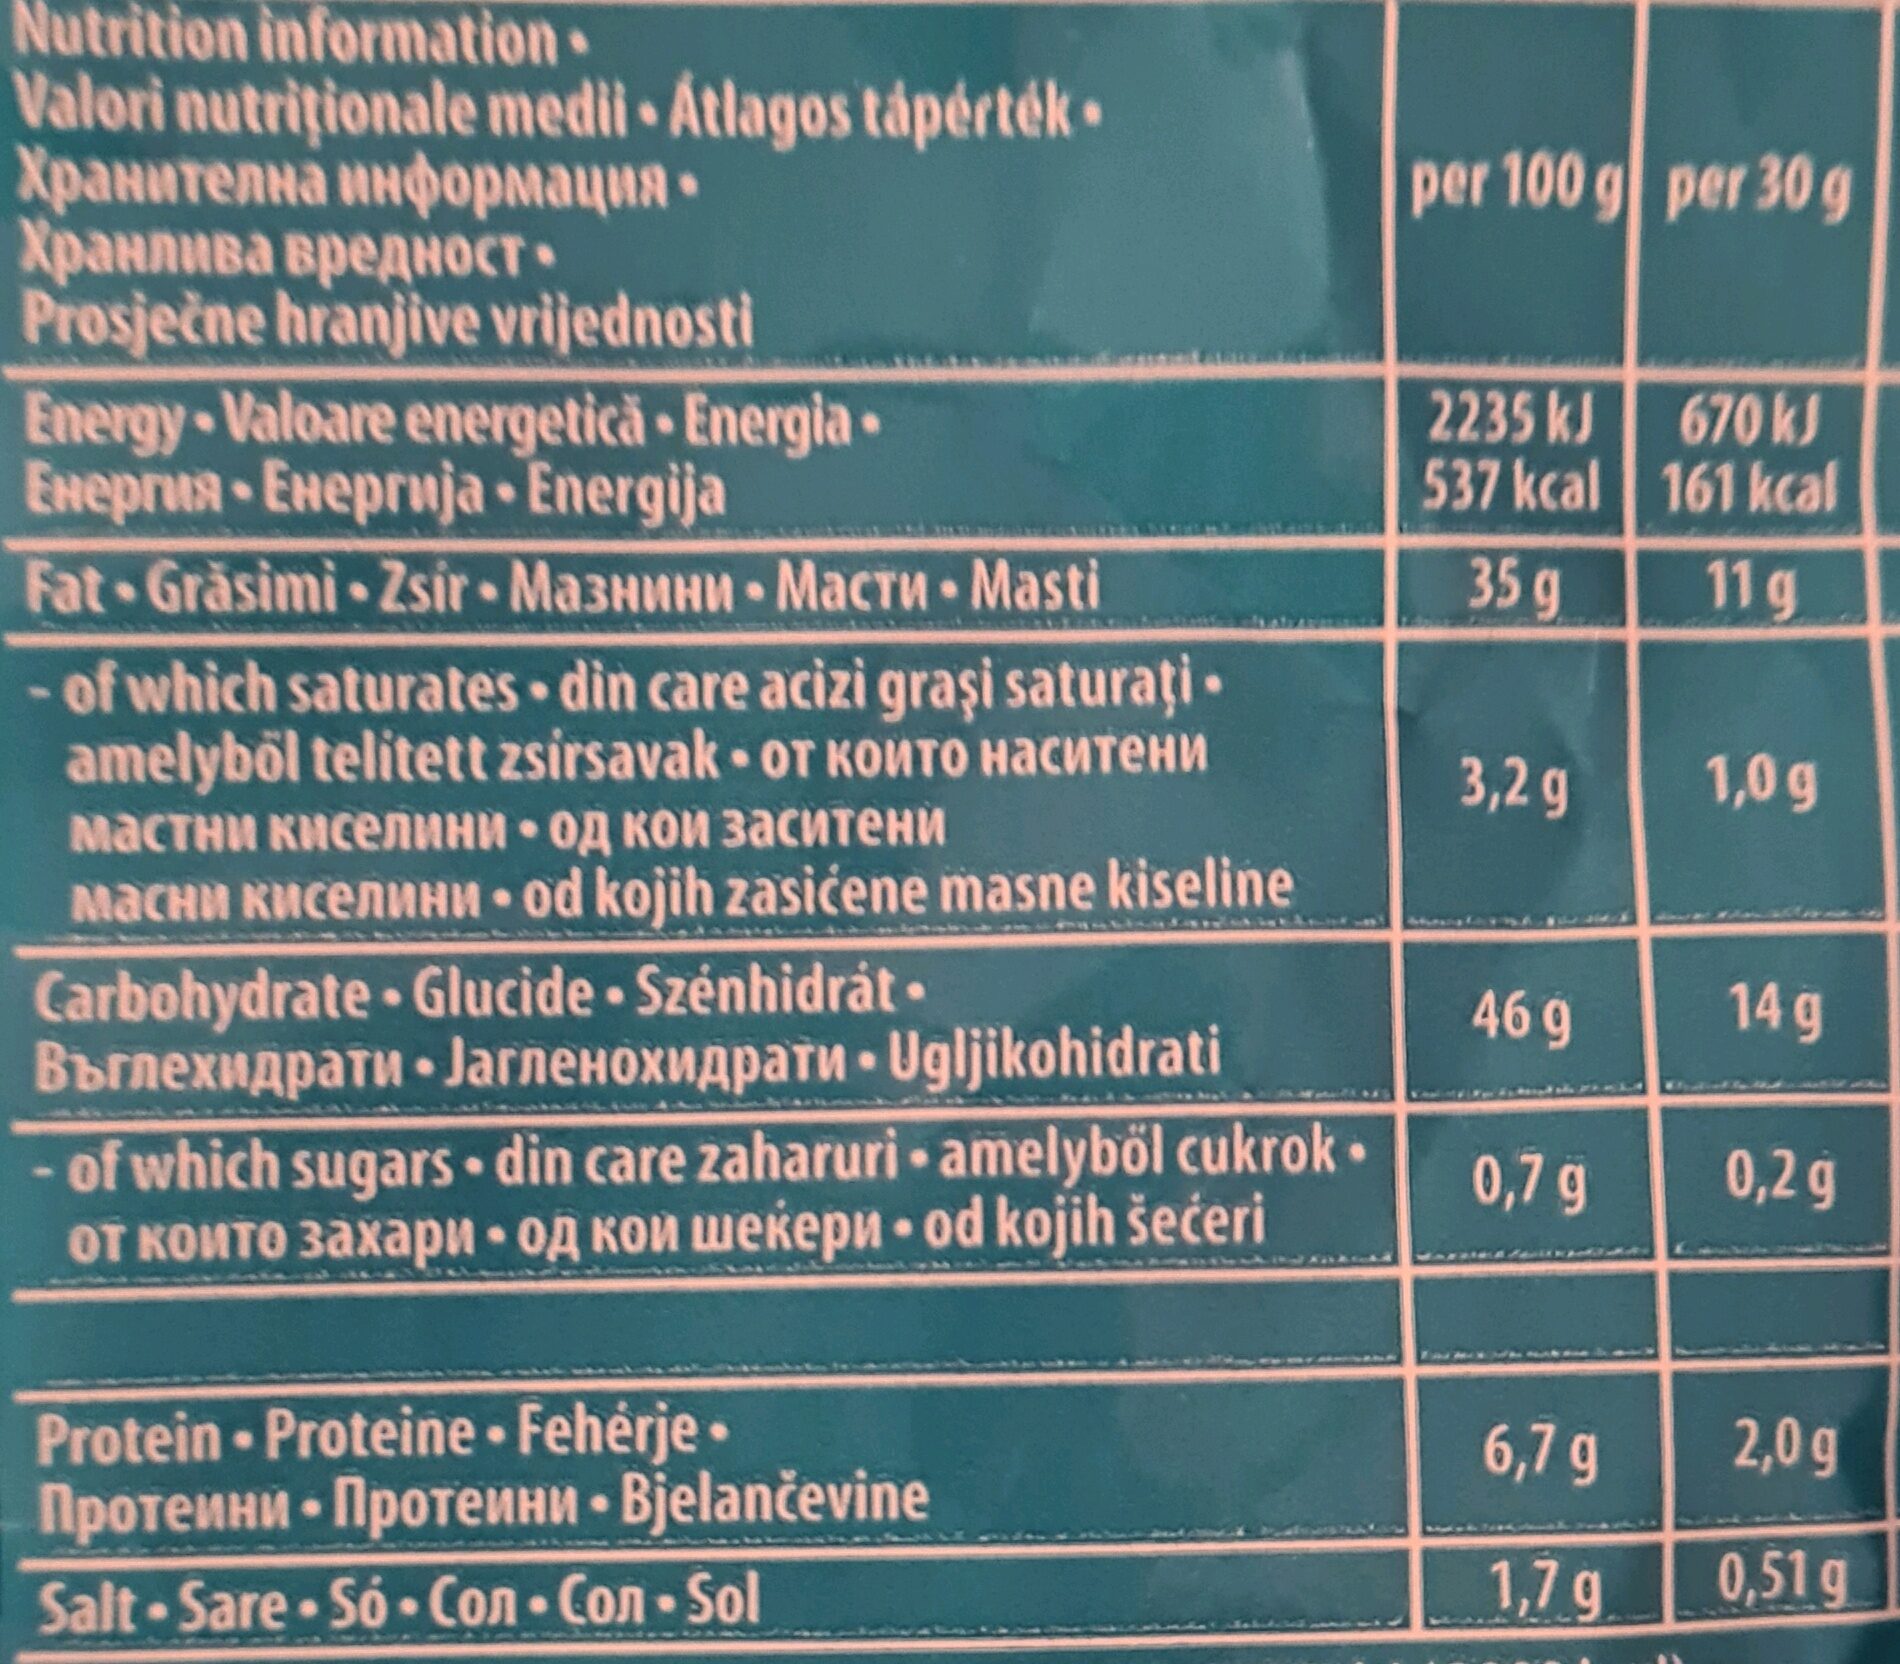 Nutrition information •
Valori nutriționale medii • Átlagos tápérték •
Хранителна информация •
Хранлива вредност •
Prosječne hranjive vrijednosti
per 100 g per 30 g
Energy • Valoare energetică • Energia •
Енергия • Енергија • Energija
2235 kJ 670 kJ
537 kcal 161 kcal
Fat • Grăsimi • Zsír • Мазнини • Масти • Masti 35 g 11 g
- of which saturates • din care acizi grași saturați •
amelyből telített zsírsavak • от които наситени
мастни киселини • од кои заситени
масни киселини • od kojih zasićene masne kiseline
3,2 g 1,0 g
Carbohydrate • Glucide • Szénhidrát •
Въглехидрати • Јагленохидрати • Ugljikohidrati
46 g 14 g
- of which sugars • din care zaharuri • amelyből cukrok •
от които захари • од кои шеќери • od kojih šećeri
0,7 g 0,2 g
Protein • Proteine • Fehérje •
Протеини • Протеини • Bjelančevine
6,7 g 2,0 g
Salt • Sare • Só • Сол • Сол • Sol 1,7 g 0,51 g